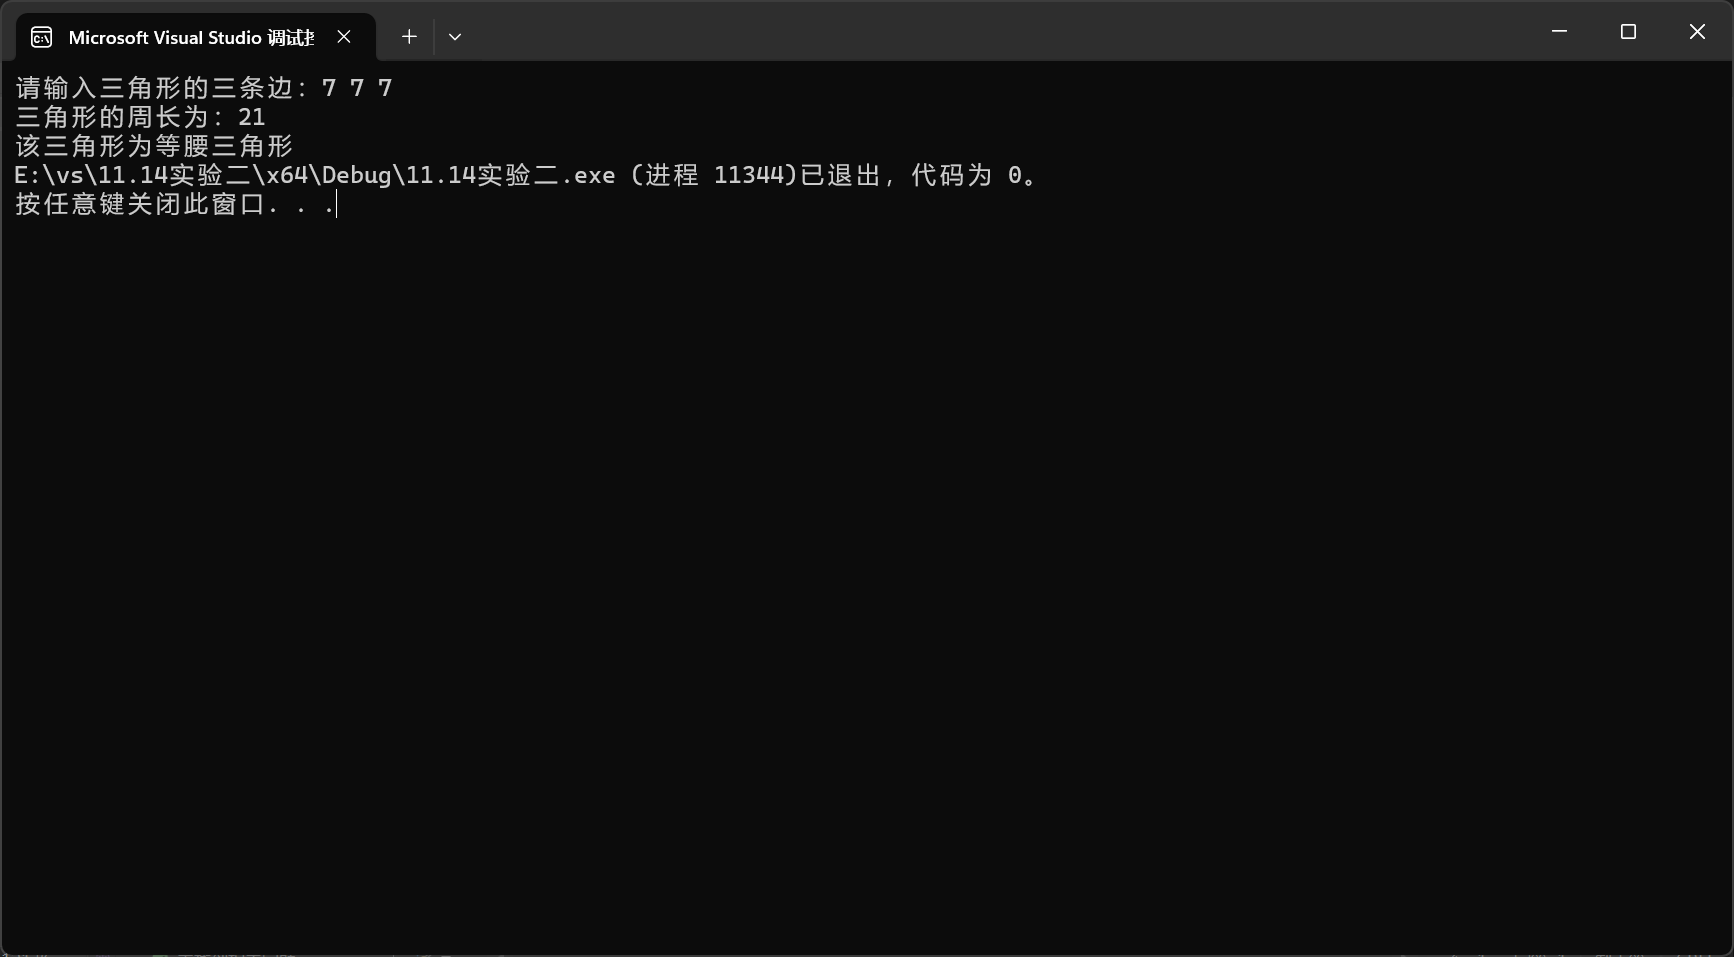 Microsoft Visual Studio 调试
请输入三角形的三条边：7 7 7
三角形的周长为：21
该三角形为等腰三角形
E:\vs\11.14实验二\x64\Debug\11.14实验二.exe (进程 11344)已退出，代码为 0。
按任意键关闭此窗口. . .